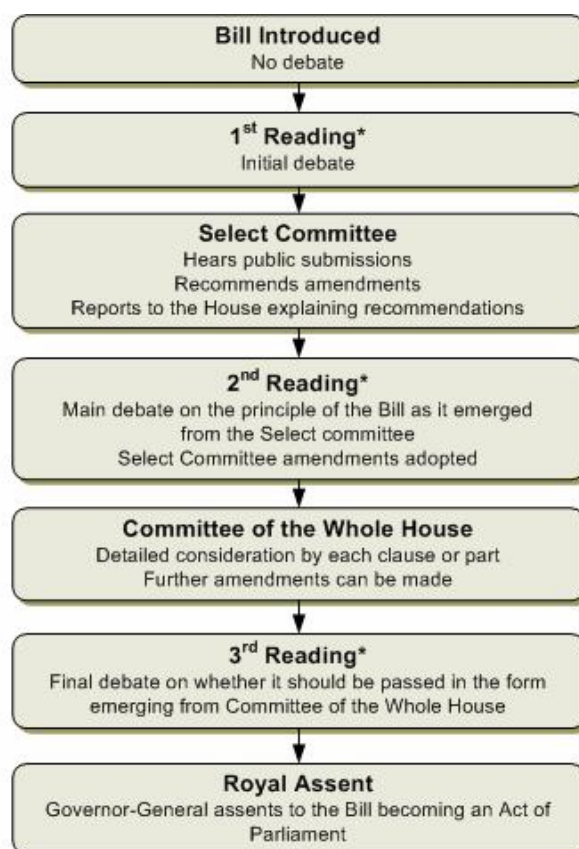 Bill Introduced
No debate
1st Reading*
Initial debate
Select Committee
Hears public submissions
Recommends amendments
Reports to the House explaining recommendations
2nd Reading*
Main debate on the principle of the Bill as it emerged
from the Select committee
Select Committee amendments adopted
Committee of the Whole House
Detailed consideration by each clause or part
Further amendments can be made
3rd Reading*
Final debate on whether it should be passed in the form
emerging from Committee of the Whole House
Royal Assent
Governor-General assents to the Bill becoming an Act of
Parliament